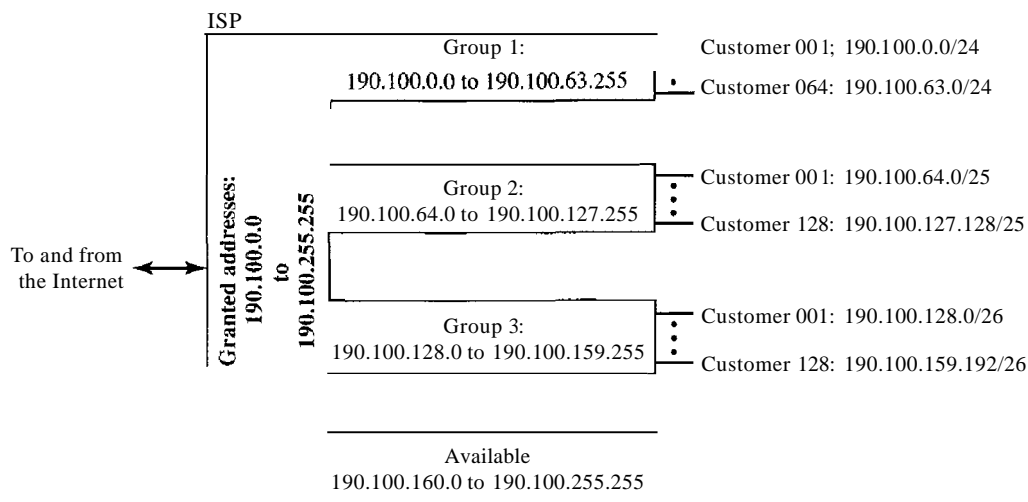 ISP
Group 1:
190.100.0.0 to 190.100.63.255
Customer 00l; 190.100.0.0/24
Customer 064: 190.100.63.0/24
Group 2:
190.100.64.0 to 190.100.127.255
Customer 00l: 190.100.64.0/25
Customer 128: 190.100.127.128/25
To and from
the Internet
Granted addresses:
190.100.0.0
to
190.100.255.255
Group 3:
190.100.128.0 to 190.100.159.255
Customer 001: 190.100.128.0/26
Customer 128: 190.100.159.192/26
Available
190.100.160.0 to 190.100.255.255